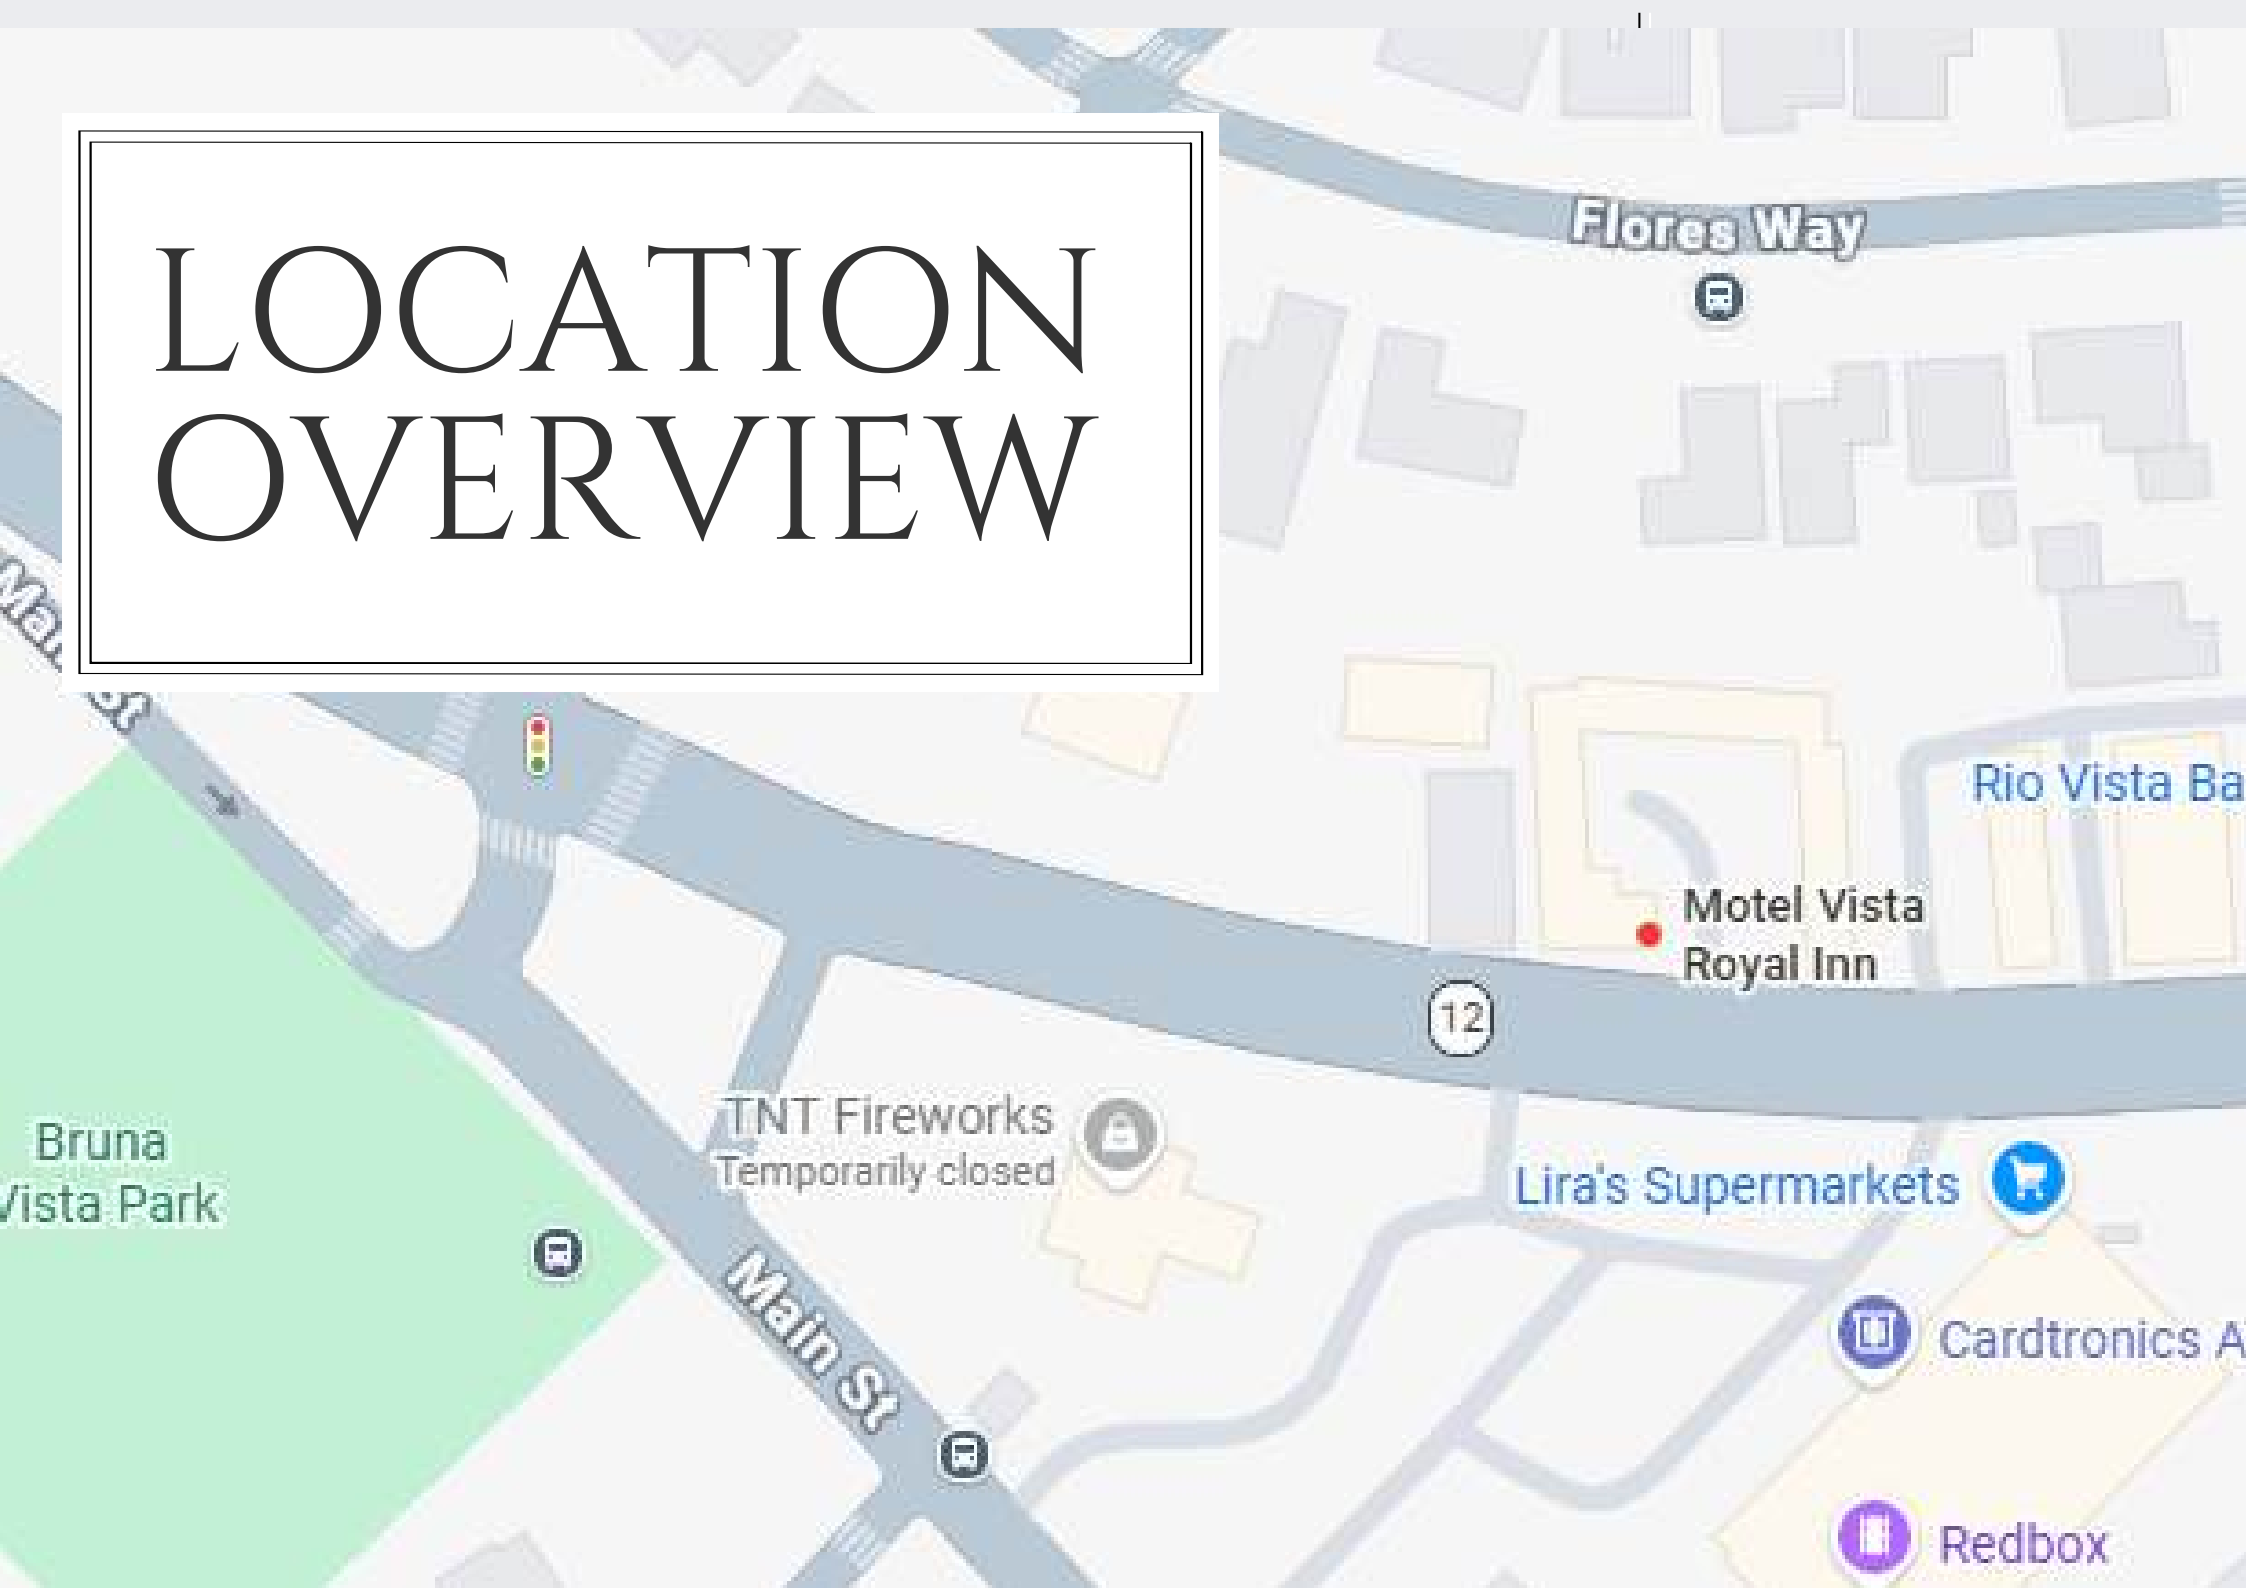 LOCATION
OVERVIEW
Flores Way
St
Rio Vista
Motel Vista
Royal Inn
12
TNT Fireworks
Temporarily closed
Bruna
Vista Park
Lira's Supermarkets
Main St
Cardtronics
Redbox